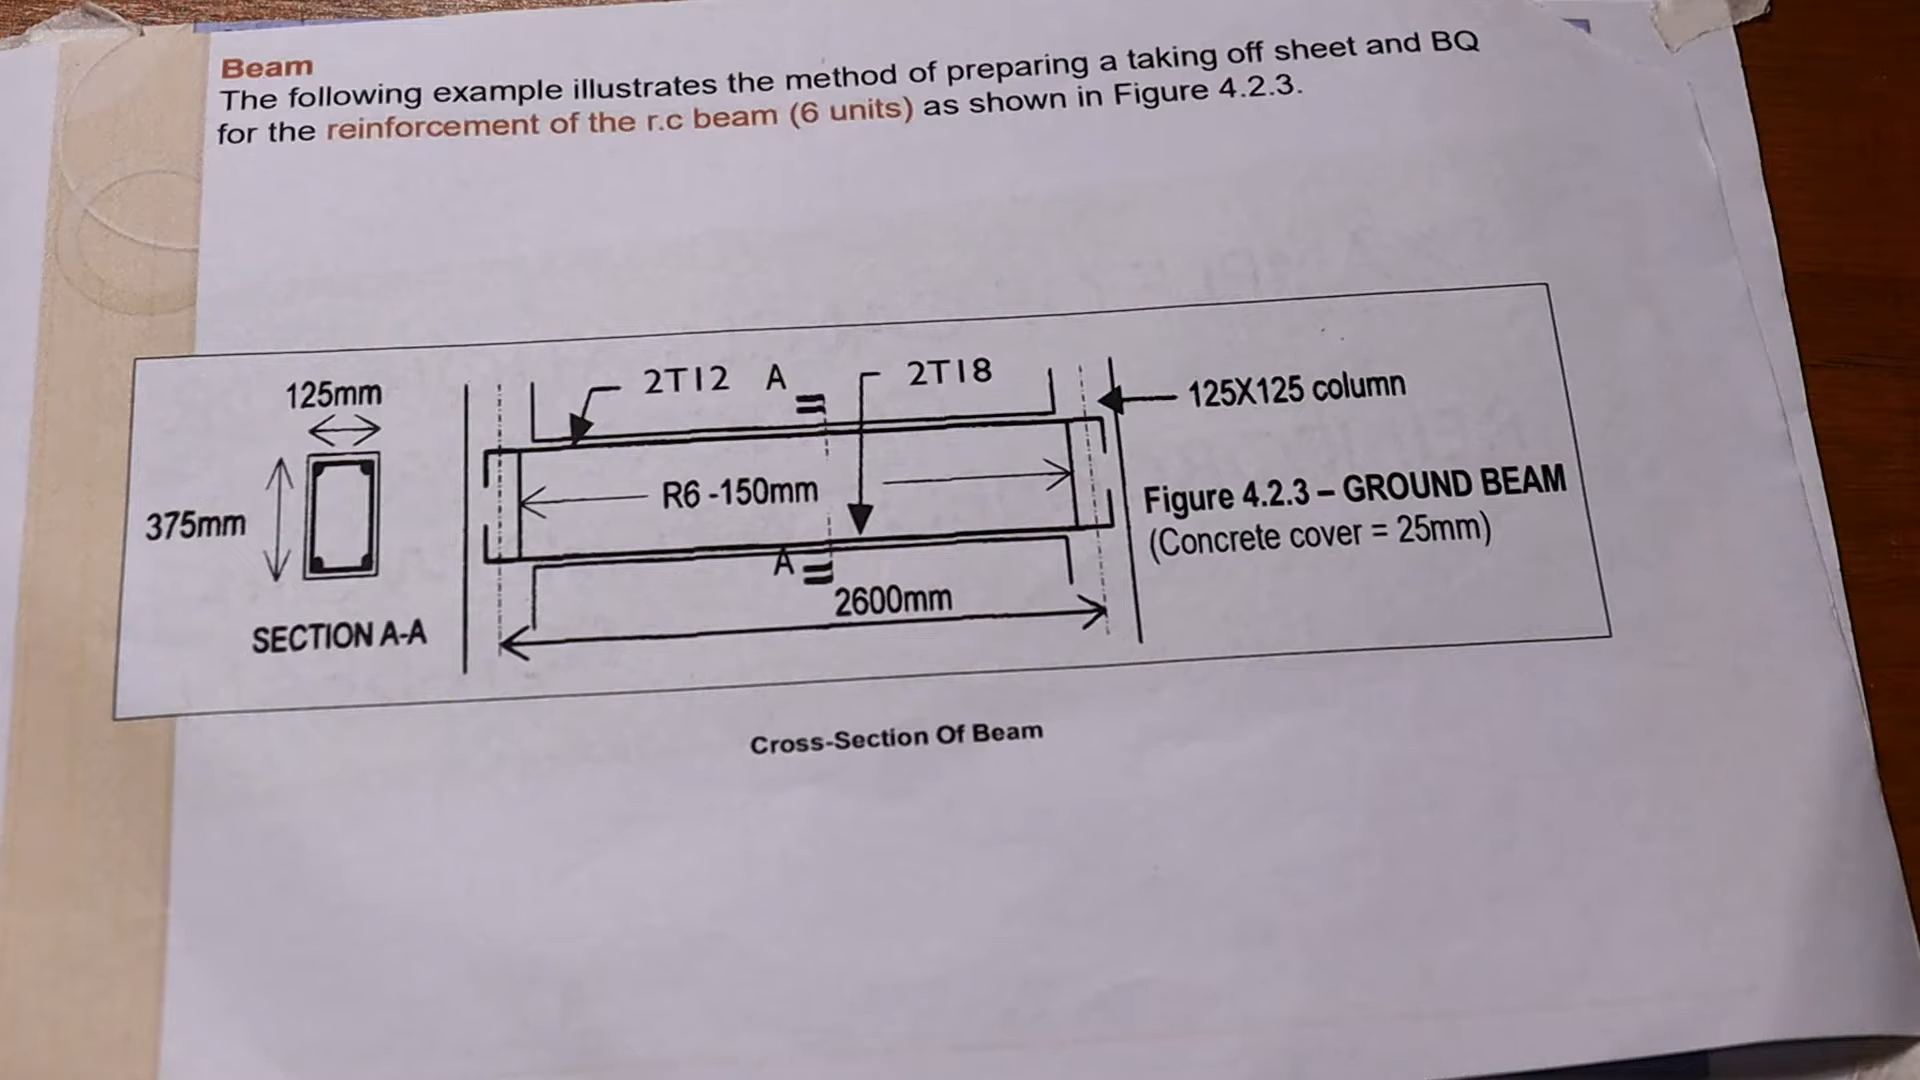 Beam
The following example illustrates the method of preparing a taking off sheet and BQ
for the reinforcement of the r.c beam (6 units) as shown in Figure 4.2.3.
125mm
375mm
SECTION A-A
2T12
A
2T18
125X125 column
R6 -150mm
A
2600mm
Figure 4.2.3 – GROUND BEAM
(Concrete cover = 25mm)
Cross-Section Of Beam